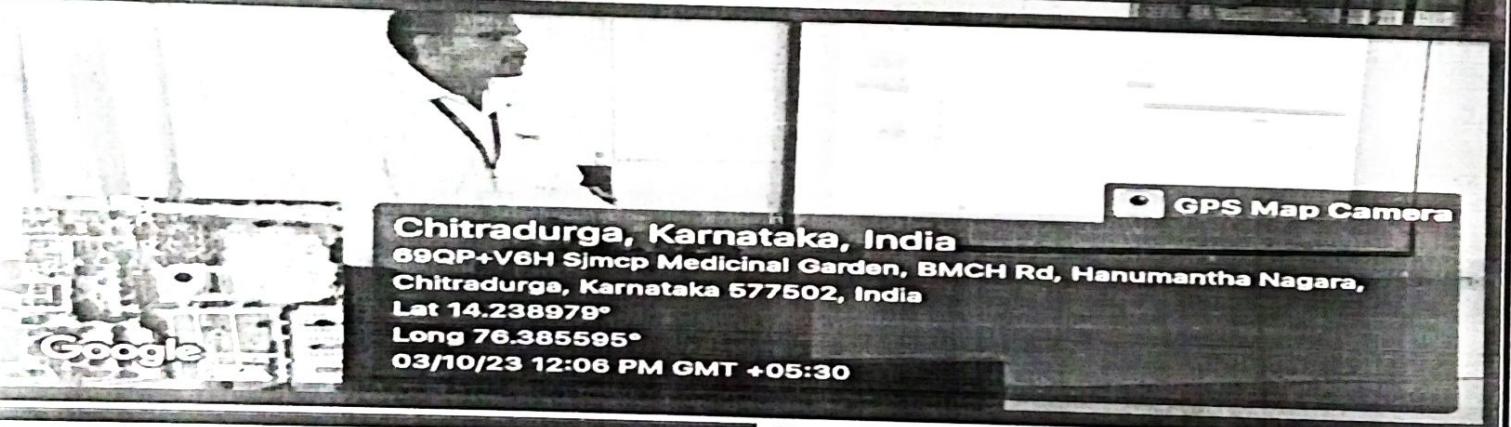 GPS Map Camera
Chitradurga, Karnataka, India
69QP+V6H Sjmcp Medicinal Garden, BMCH Rd, Hanumantha Nagara,
Chitradurga, Karnataka 577502, India
Lat 14.238979°
Long 76.385595°
03/10/23 12:06 PM GMT +05:30
Google